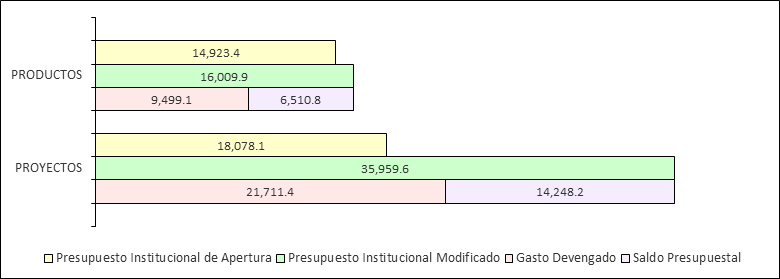 14,923.4
PRODUCTOS
16,009.9
9,499.1 6,510.8
18,078.1
PROYECTOS
35,959.6
21,711.4 14,248.2
Presupuesto Institucional de Apertura Presupuesto Institucional Modificado Gasto Devengado Saldo Presupuestal